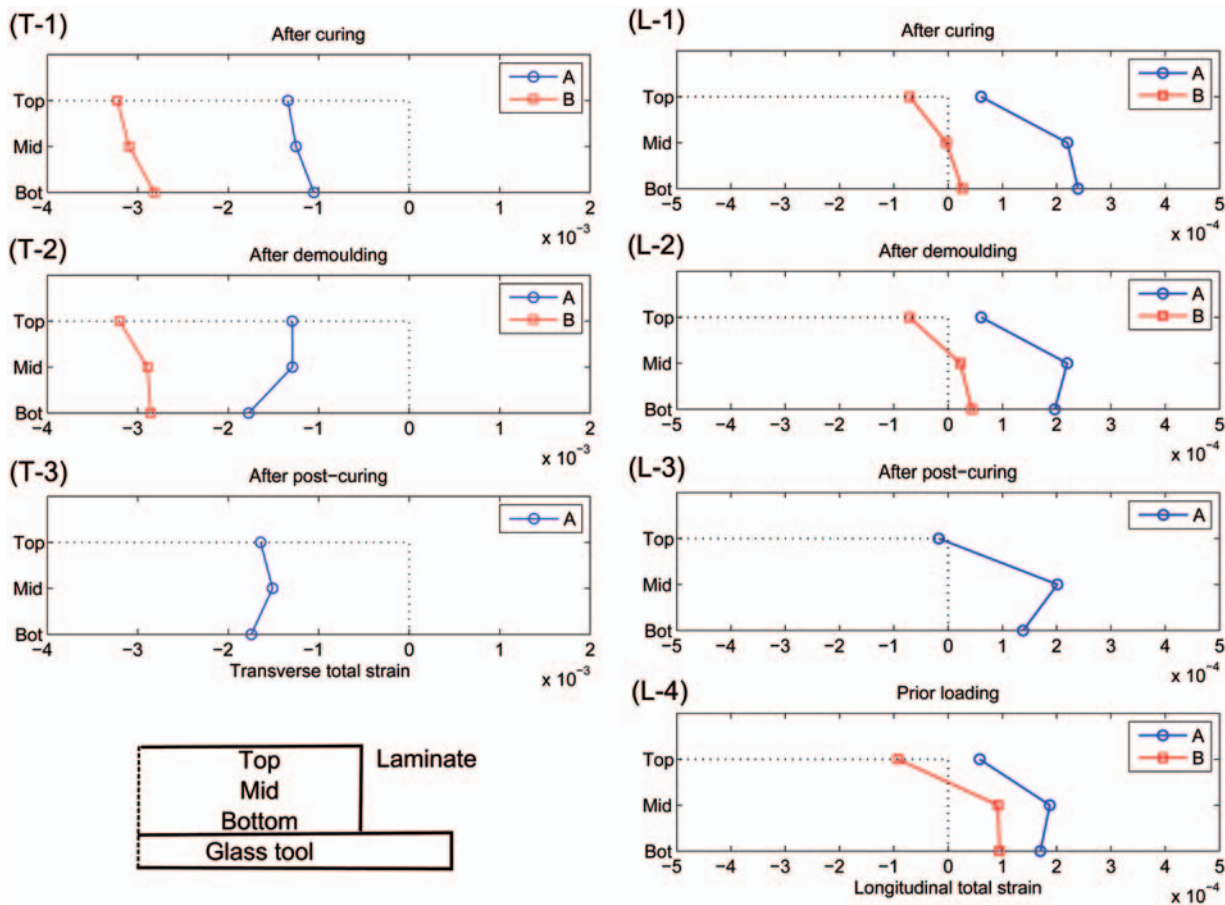 (T-1)
After curing
A
B
Top
Mid
Bot
−4 −3 −2 −1 0 1 2
x 10−3
(T-2)
After demoulding
A
B
Top
Mid
Bot
−4 −3 −2 −1 0 1 2
x 10−3
(T-3)
After post−curing
A
Top
Mid
Bot
−4 −3 −2 −1 0 1 2
Transverse total strain
x 10−3
Top
Mid
Bottom
Laminate
Glass tool
(L-1)
After curing
A
B
Top
Mid
Bot
−5 −4 −3 −2 −1 0 1 2 3 4 5
x 10−4
(L-2)
After demoulding
A
B
Top
Mid
Bot
−5 −4 −3 −2 −1 0 1 2 3 4 5
x 10−4
(L-3)
After post−curing
A
Top
Mid
Bot
−5 −4 −3 −2 −1 0 1 2 3 4 5
x 10−4
(L-4)
Prior loading
A
B
Top
Mid
Bot
−5 −4 −3 −2 −1 0 1 2 3 4 5
Longitudinal total strain
x 10−4